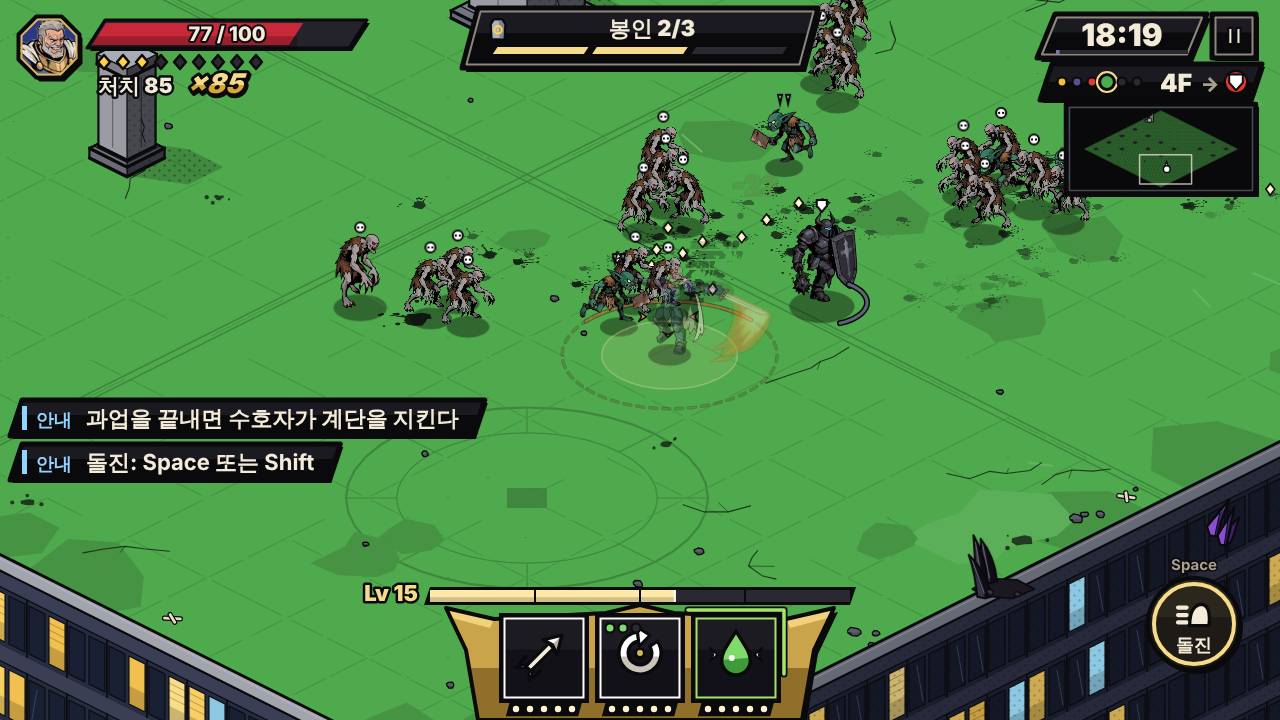 77 / 100
처치 85 ×85
봉인 2/3
18:19
4F
안내 과업을 끝내면 수호자가 계단을 지킨다
안내 돌진: Space 또는 Shift
Lv 15
Space
돌진